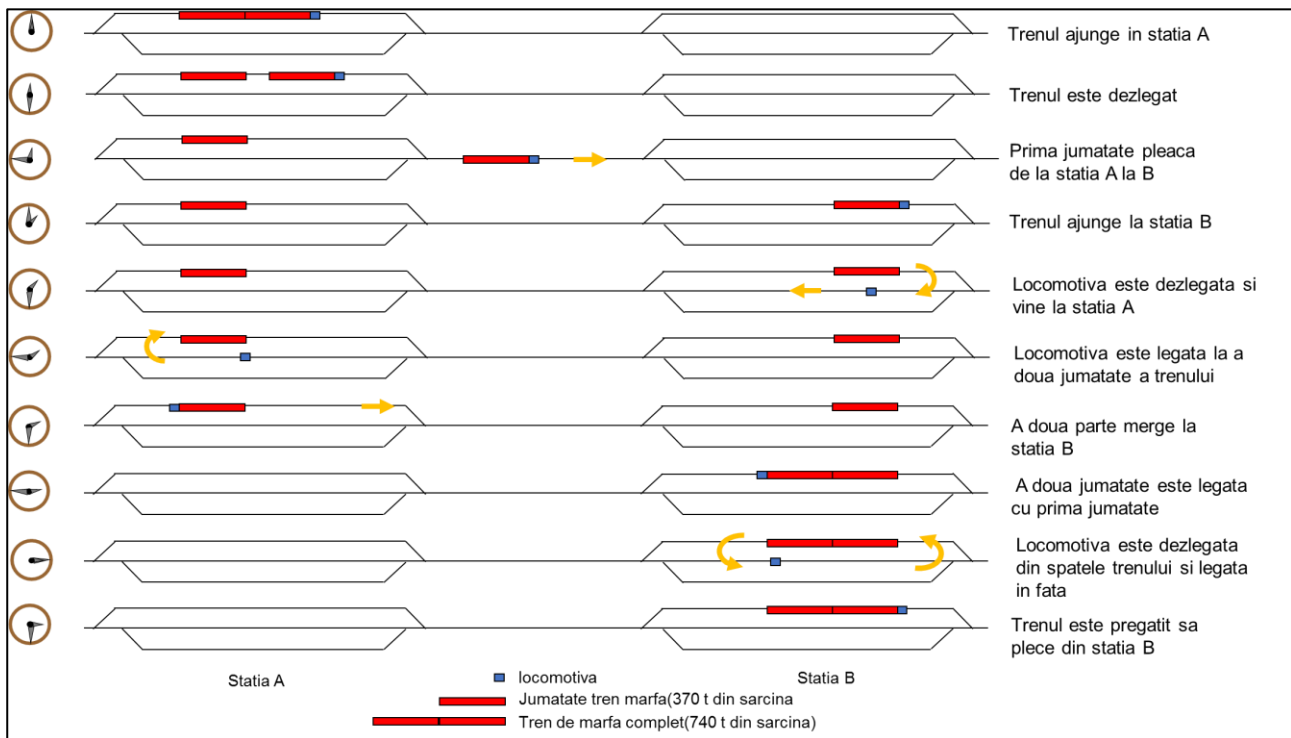 Trenul ajunge in statia A
Trenul este dezlegat
Prima jumatate pleaca
de la statia A la B
Trenul ajunge la statia B
Locomotiva este dezlegata si
vine la statia A
Locomotiva este legata la a
doua jumatate a trenului
A doua parte merge la
statia B
A doua jumatate este legata
cu prima jumatate
Locomotiva este dezlegata
din spatele trenului si legata
in fata
Trenul este pregatit sa
plece din statia B
Statia A
locomotiva
Statia B
Jumatate tren marfa(370 t din sarcina
Tren de marfa complet(740 t din sarcina)